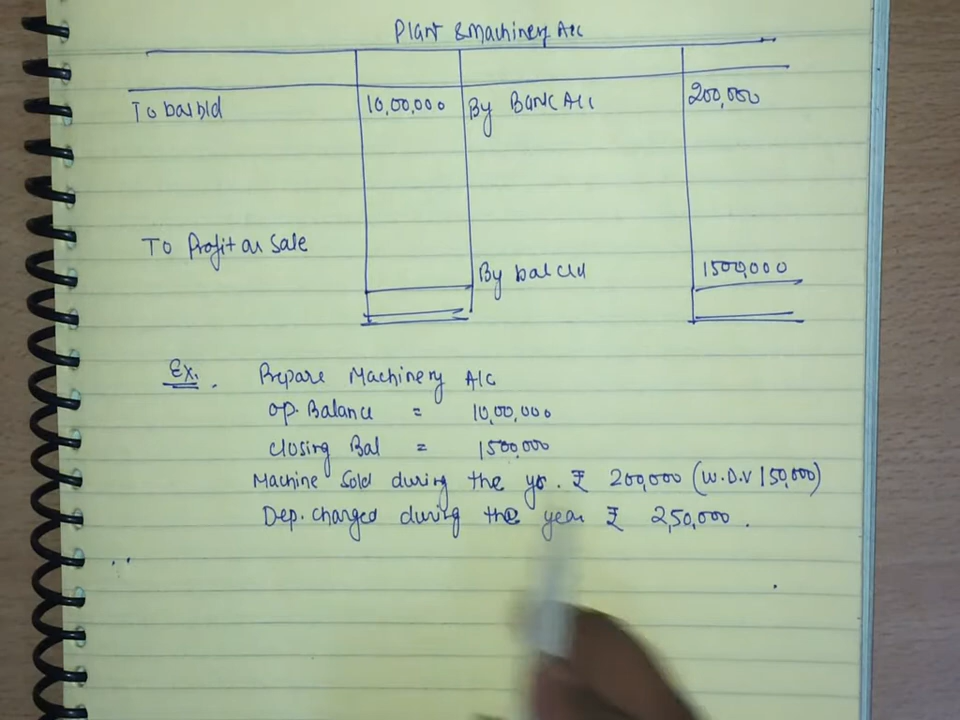 Plant & Machinery A/c
To bal b/d 10,00,000 By Bank A/c 200,000
To Profit on Sale
By bal c/d 1500,000
Ex. Prepare Machinery A/c
Op. Balance = 10,00,000
Closing Bal = 1500,000
Machine Sold during the yr. ₹ 200,000 (W.D.V 150,000)
Dep. charged during the year ₹ 2,50,000.